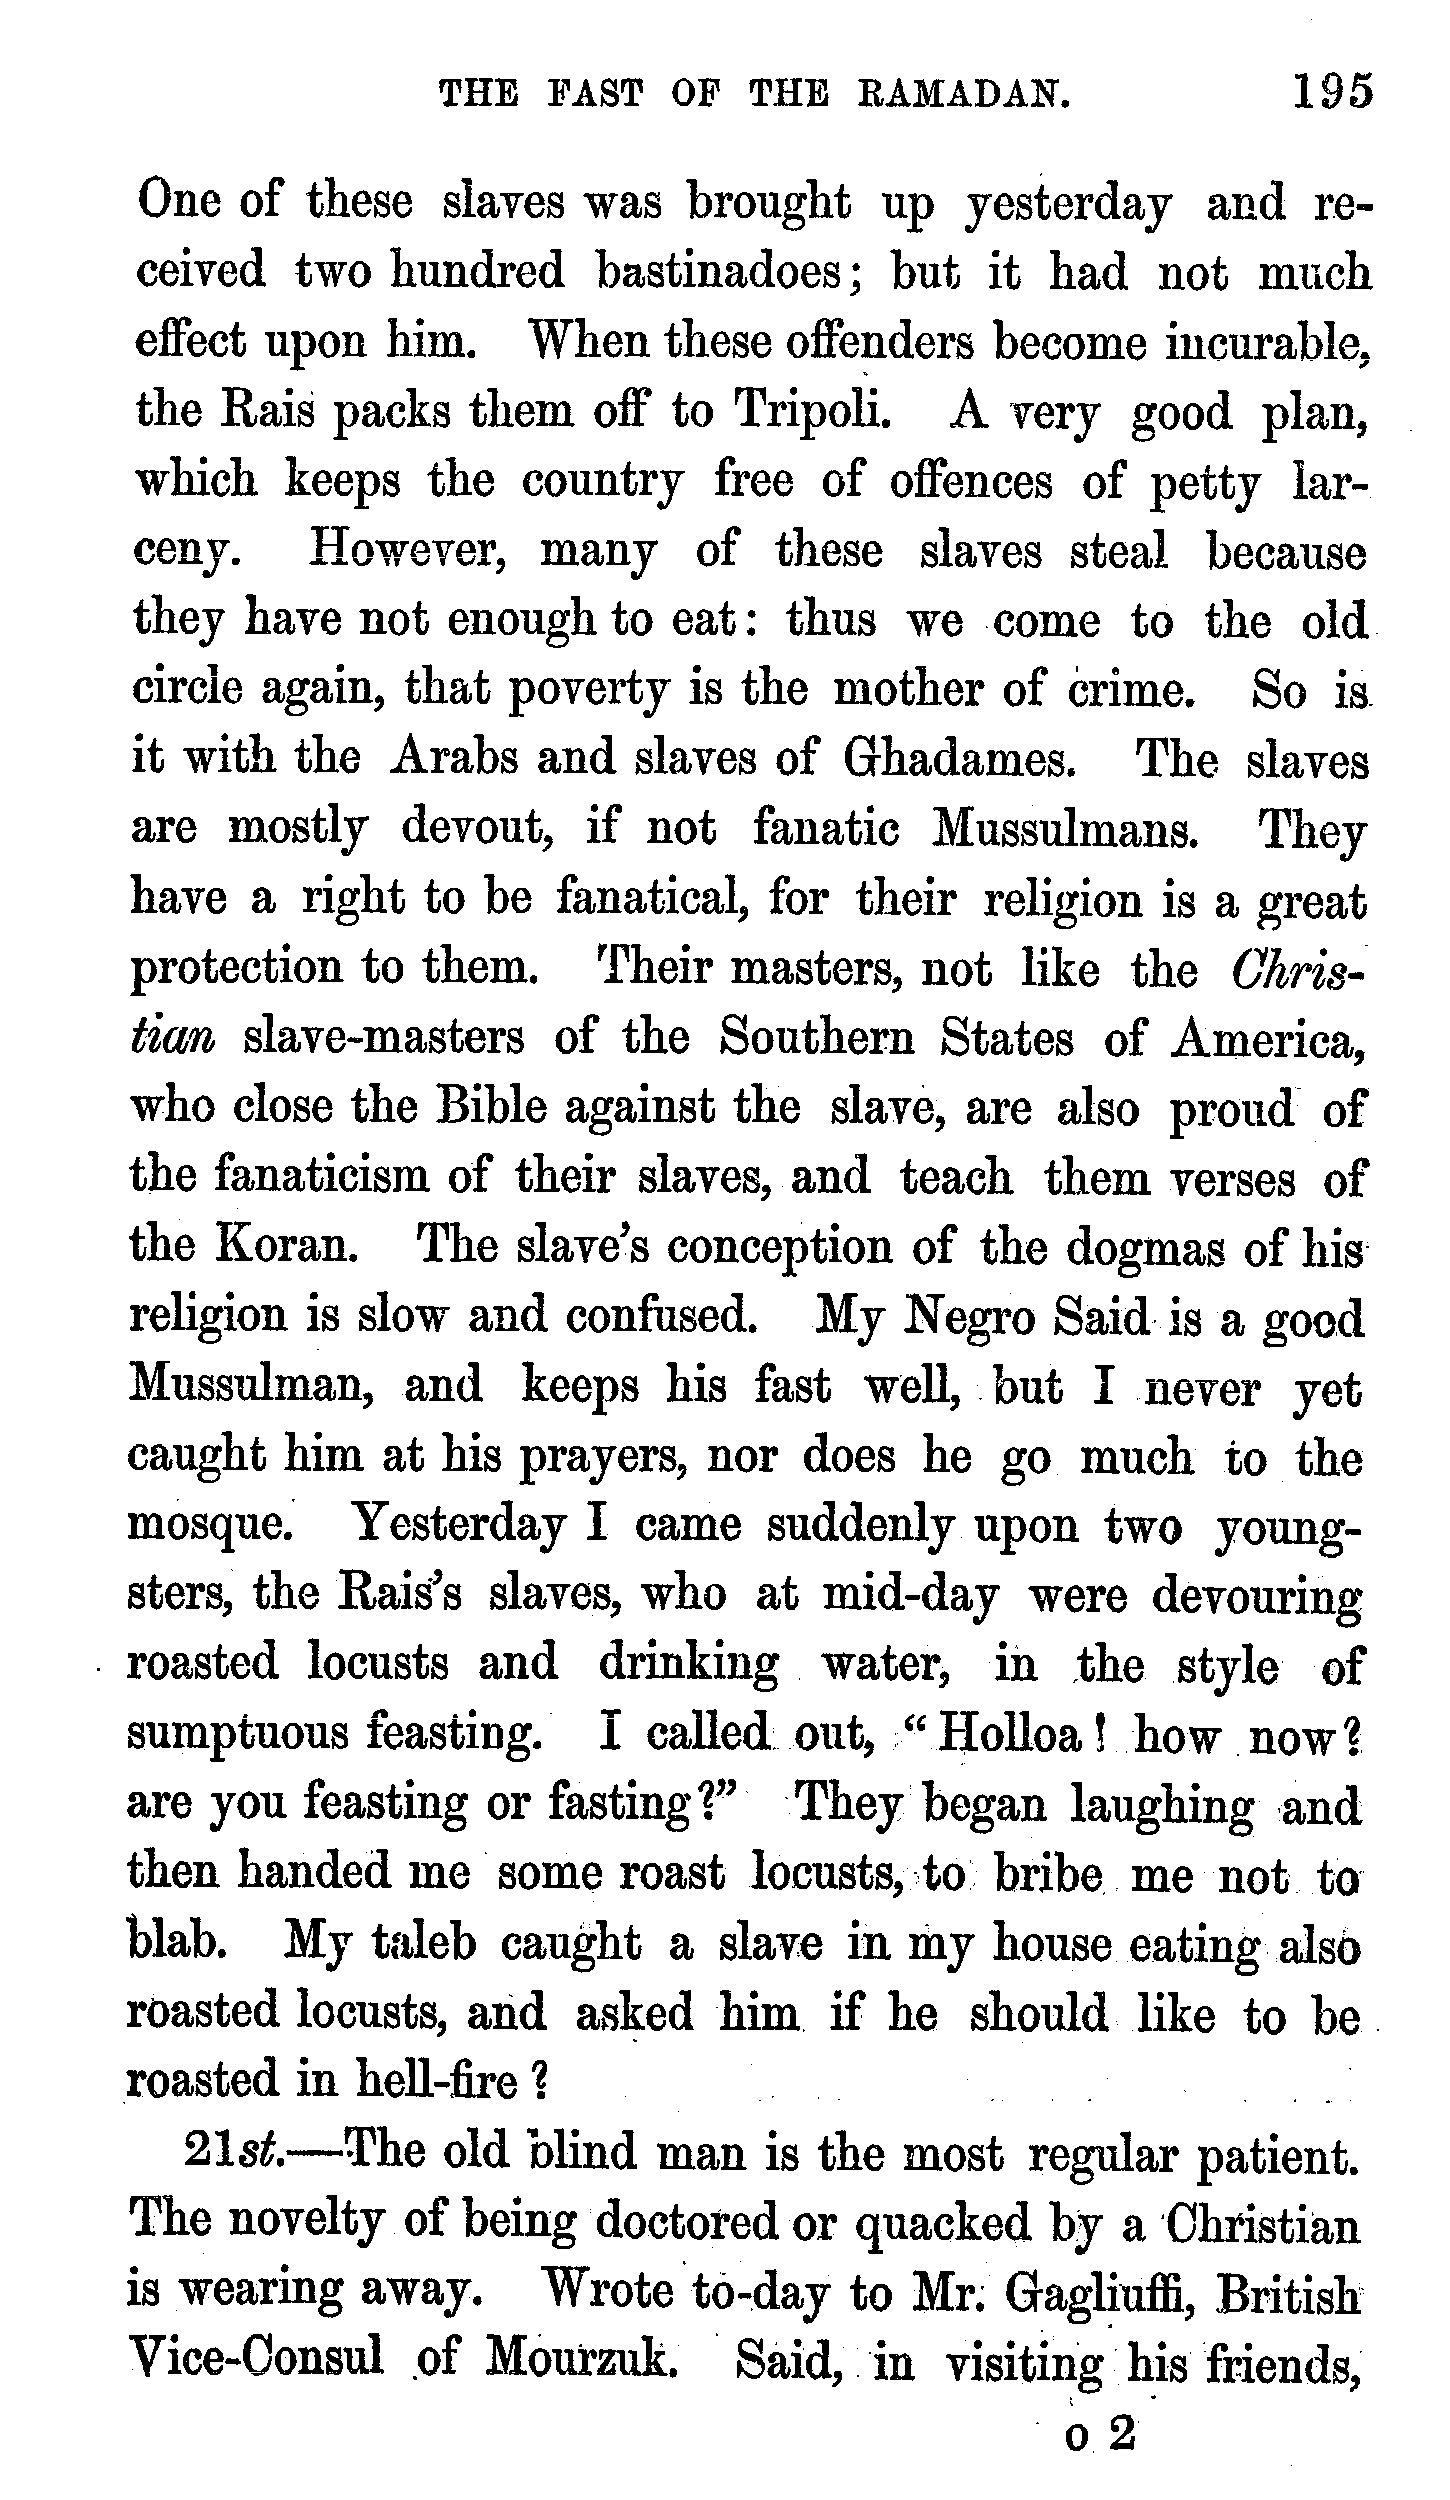 THE FAST OF THE RAMADAN. 195
One of these slaves was brought up yesterday and re-
ceived two hundred bastinadoes; but it had not much
effect upon him. When these offenders become incurable,
the Rais packs them off to Tripoli. A very good plan,
which keeps the country free of offences of petty lar-
ceny. However, many of these slaves steal because
they have not enough to eat: thus we come to the old
circle again, that poverty is the mother of crime. So is
it with the Arabs and slaves of Ghadames. The slaves
are mostly devout, if not fanatic Mussulmans. They
have a right to be fanatical, for their religion is a great
protection to them. Their masters, not like the Chris-
tian slave-masters of the Southern States of America,
who close the Bible against the slave, are also proud of
the fanaticism of their slaves, and teach them verses of
the Koran. The slave's conception of the dogmas of his
religion is slow and confused. My Negro Said is a good
Mussulman, and keeps his fast well, but I never yet
caught him at his prayers, nor does he go much to the
mosque. Yesterday I came suddenly upon two young-
sters, the Rais's slaves, who at mid-day were devouring
roasted locusts and drinking water, in the style of
sumptuous feasting. I called out, "Holloa! how now?
are you feasting or fasting?" They began laughing and
then handed me some roast locusts, to bribe me not to
blab. My taleb caught a slave in my house eating also
roasted locusts, and asked him if he should like to be
roasted in hell-fire?
21st.—The old blind man is the most regular patient.
The novelty of being doctored or quacked by a Christian
is wearing away. Wrote to-day to Mr. Gagliuffi, British
Vice-Consul of Mourzuk. Said, in visiting his friends,
O 2